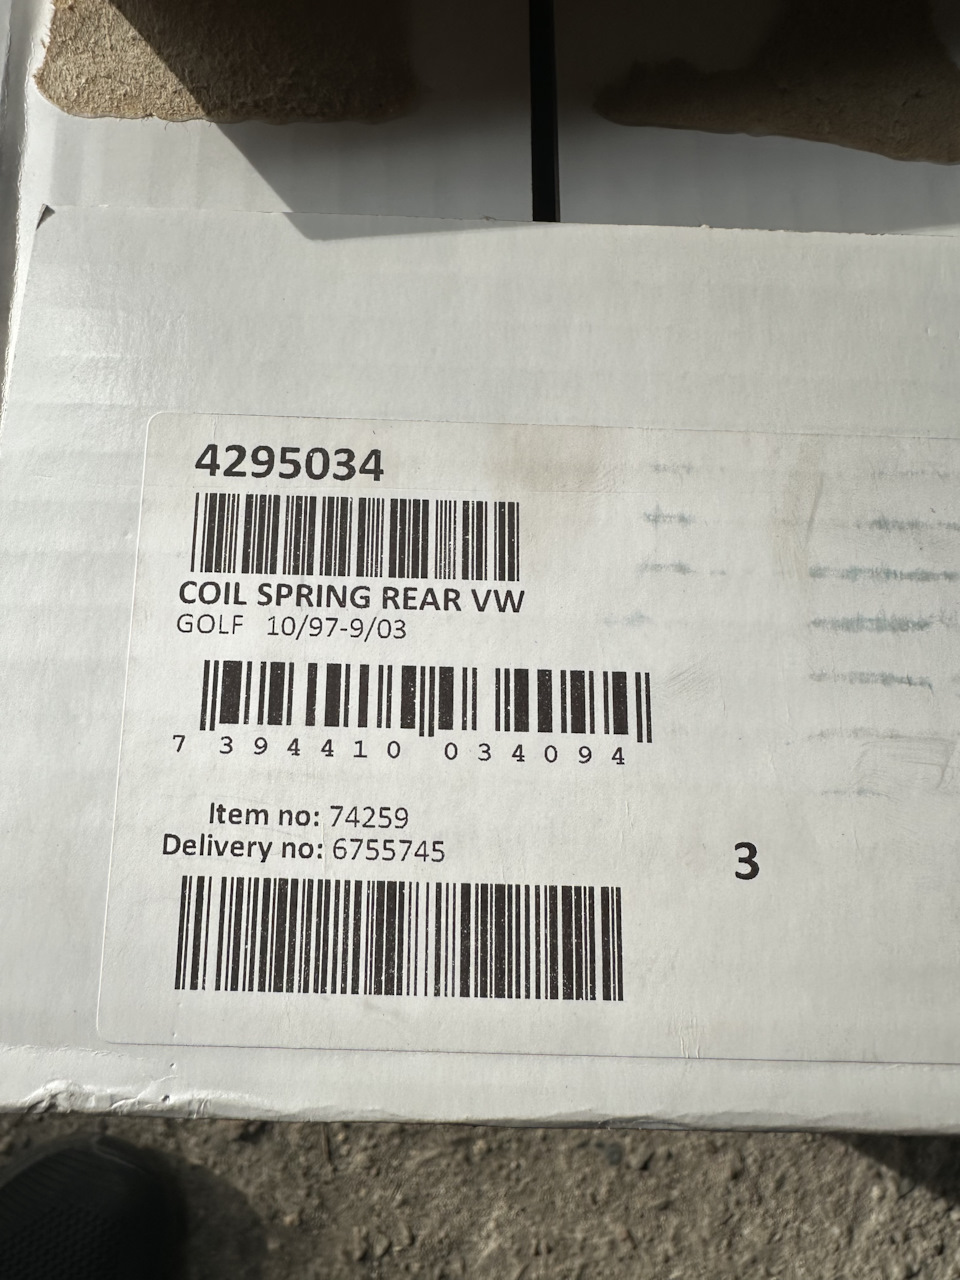 4295034
COIL SPRING REAR VW
GOLF 10/97-9/03
7 394410 034094
Item no: 74259
Delivery no: 6755745
3